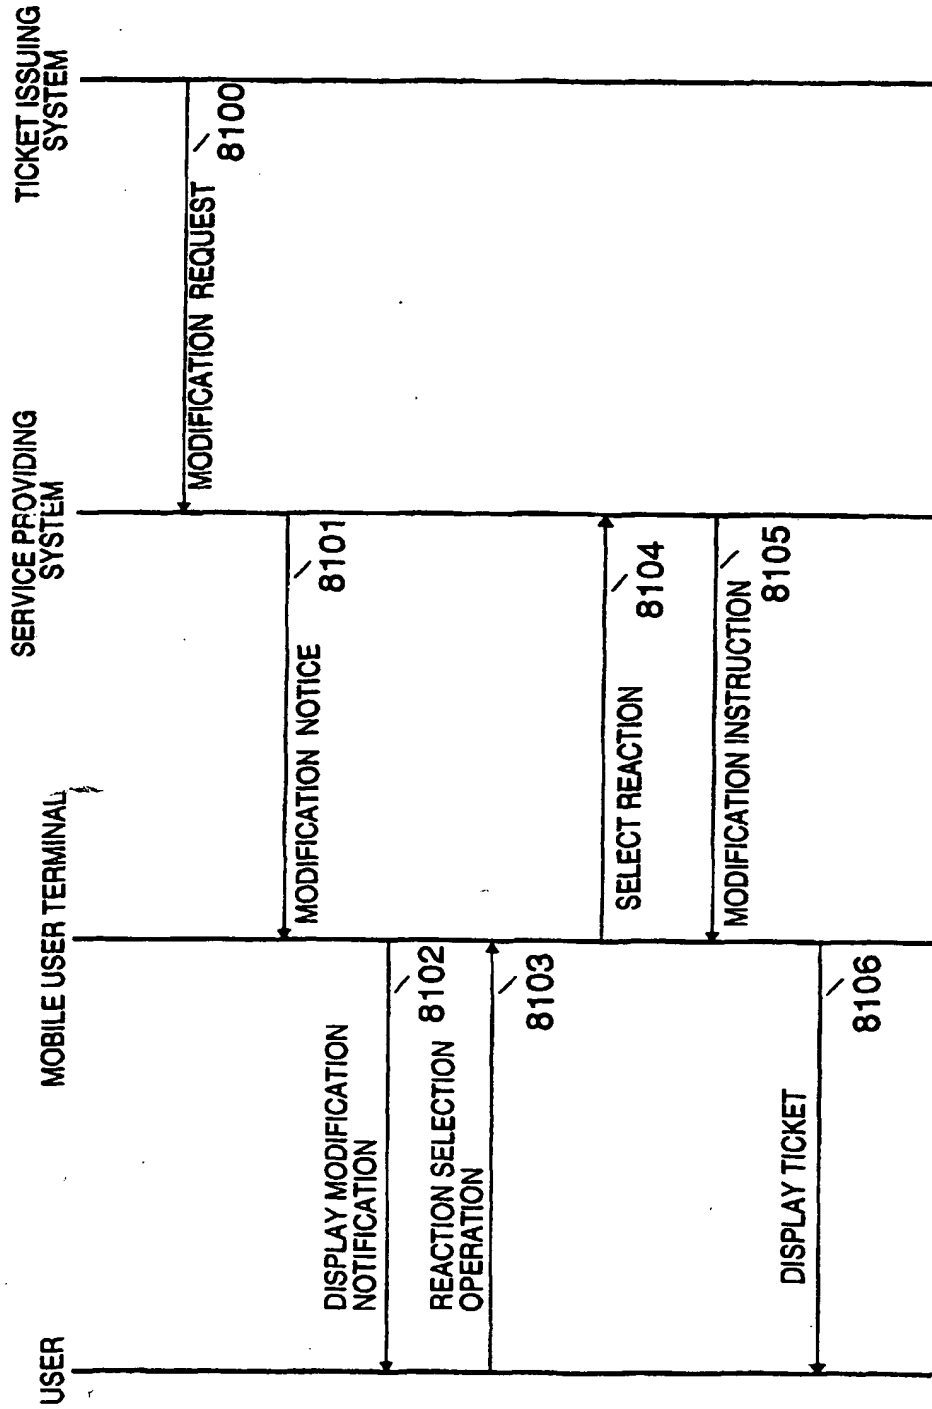 USER
MOBILE USER TERMINAL
SERVICE PROVIDING
SYSTEM
TICKET ISSUING
SYSTEM
MODIFICATION REQUEST
8100
MODIFICATION NOTICE
8101
DISPLAY MODIFICATION
NOTIFICATION
8102
REACTION SELECTION
OPERATION
8103
SELECT REACTION
8104
MODIFICATION INSTRUCTION
8105
DISPLAY TICKET
8106